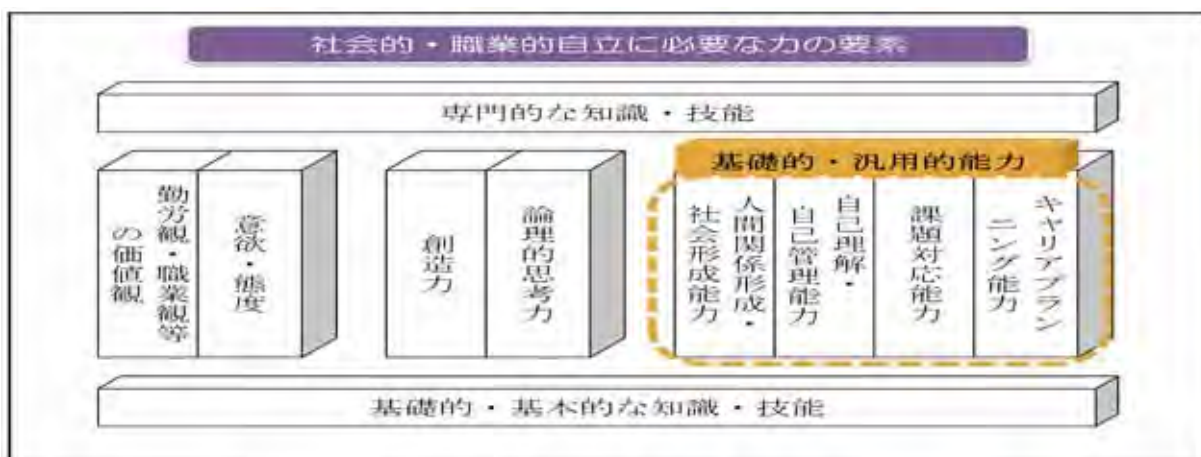 社会的・職業的自立に必要な力の要素
専門的な知識・技能
勤労観・職業観等
の価値観
意欲・態度
創造力
論理的思考力
基礎的・汎用的能力
人間関係形成・
社会形成能力
自己理解・
自己管理能力
課題対応能力
キャリアプラン
ニング能力
基礎的・基本的な知識・技能